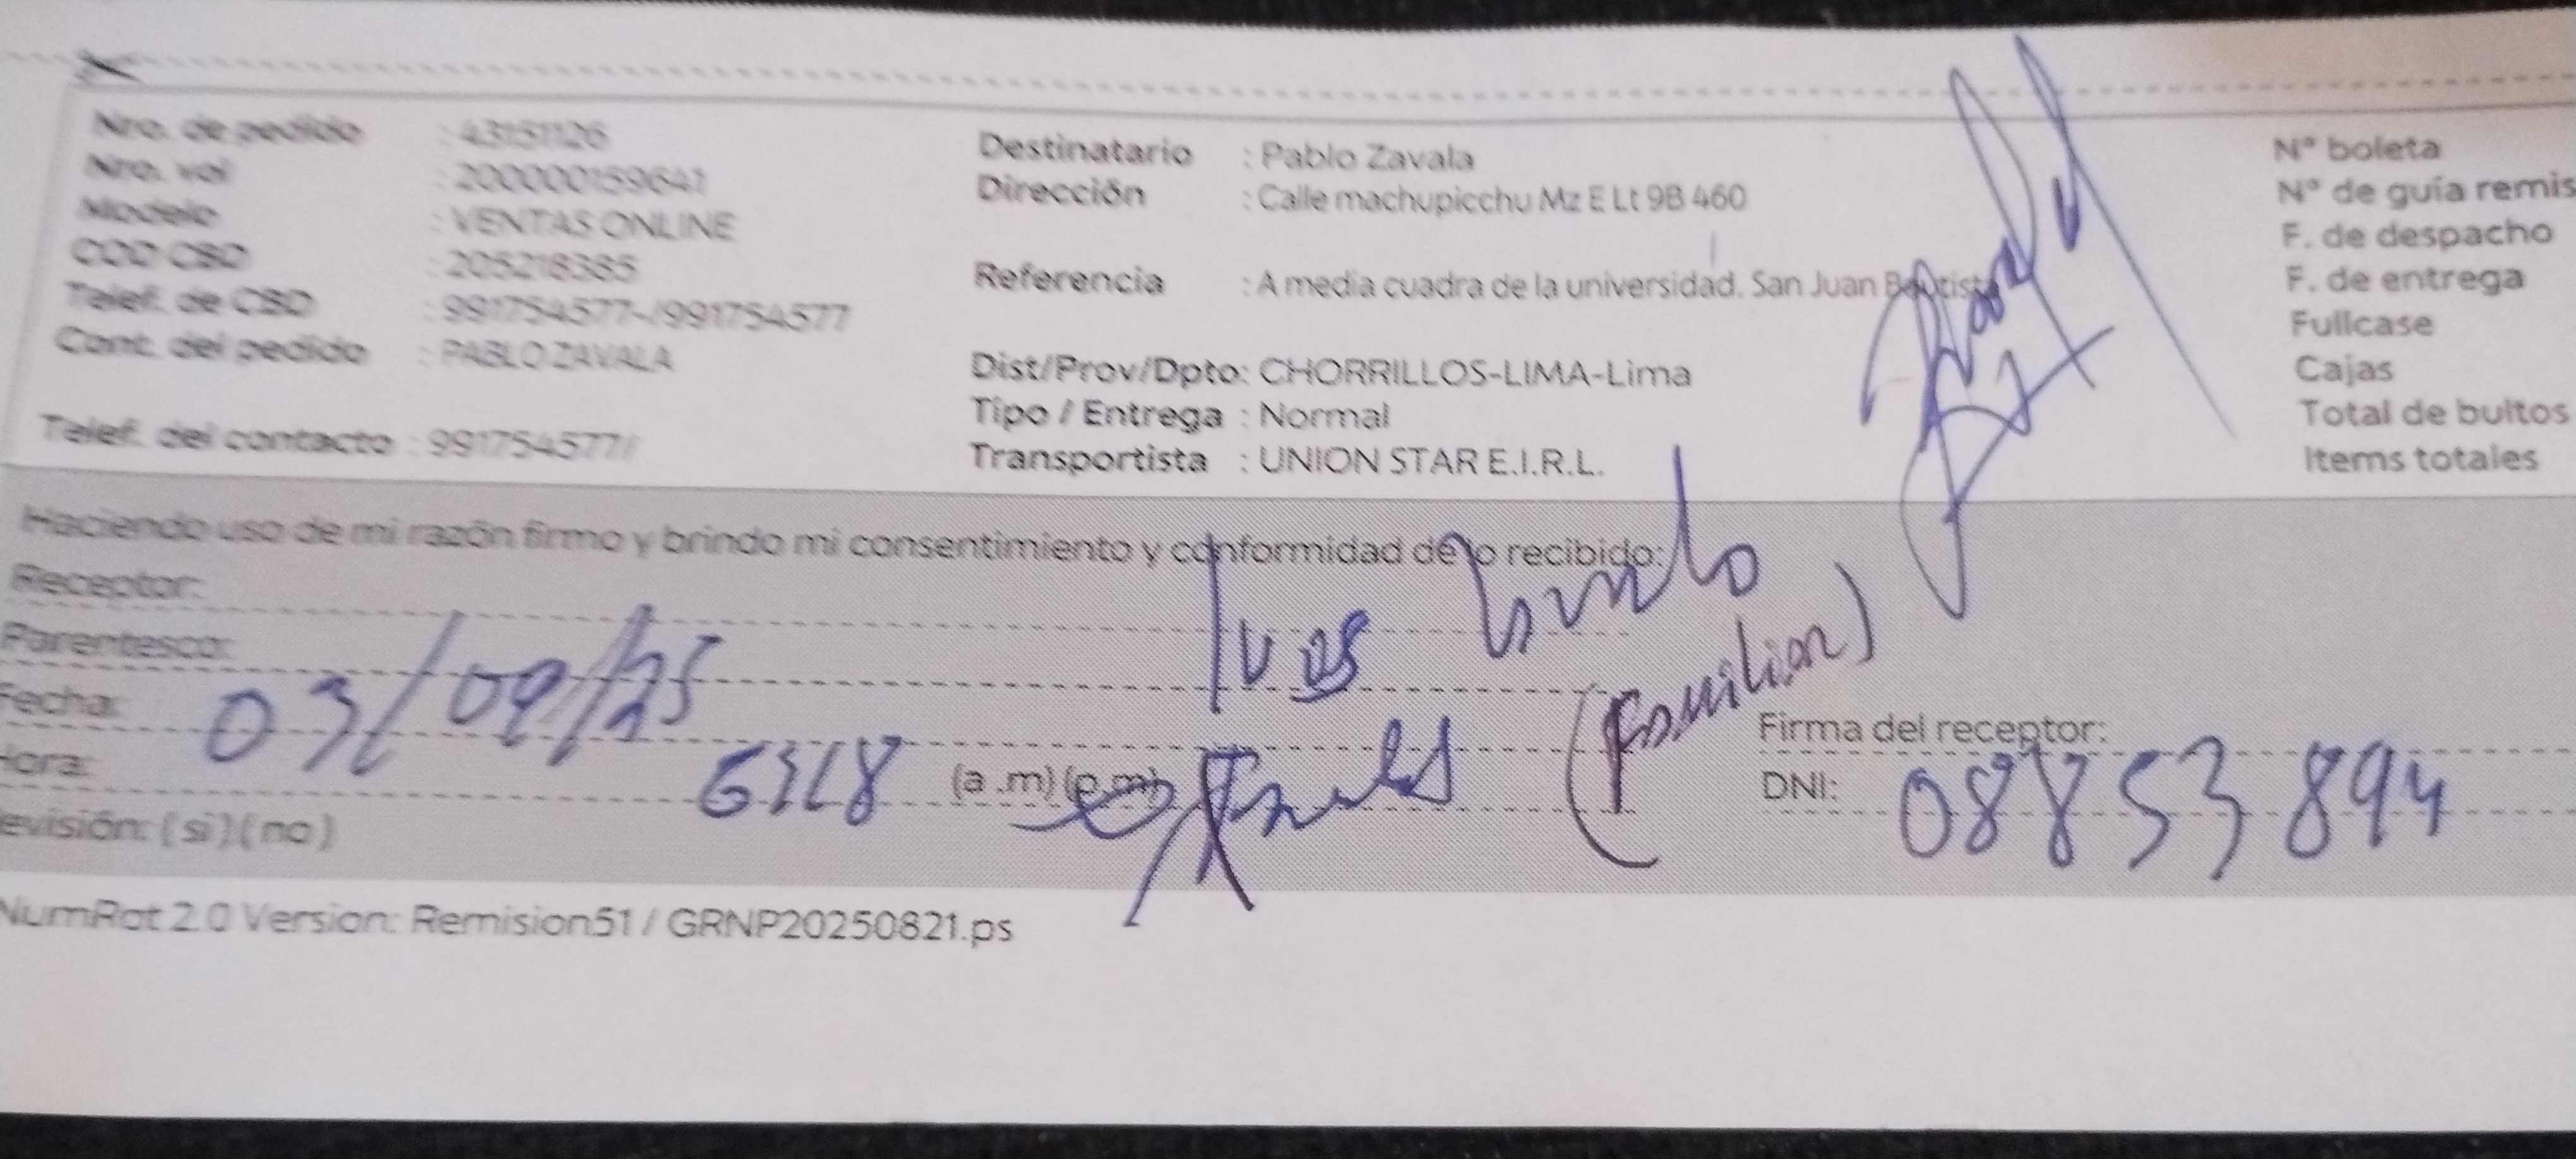 Nro. de pedido : 43151126
Nro. vol : 200000159641
Modelo : VENTAS ONLINE
COD CBD : 205218385
Telef. de CBD : 991754577-/991754577
Cont. del pedido : PABLO ZAVALA
Telef. del contacto : 991754577/
Destinatario : Pablo Zavala
Dirección : Calle machupicchu Mz E Lt 9B 460
Referencia : A media cuadra de la universidad. San Juan Bautista
Dist/Prov/Dpto: CHORRILLOS-LIMA-Lima
Tipo / Entrega : Normal
Transportista : UNION STAR E.I.R.L.
N° boleta
N° de guía remis
F. de despacho
F. de entrega
Fullcase
Cajas
Total de bultos
Items totales
Haciendo uso de mi razón firmo y brindo mi consentimiento y conformidad de lo recibido:
Receptor:
Parentesco: (Familiar)
Fecha: 03/09/25
Hora: (a .m) (p.m)
Firma del receptor:
DNI: 08853894
evisión: ( si ) ( no )
NumRot 2.0 Version: Remision51 / GRNP20250821.ps